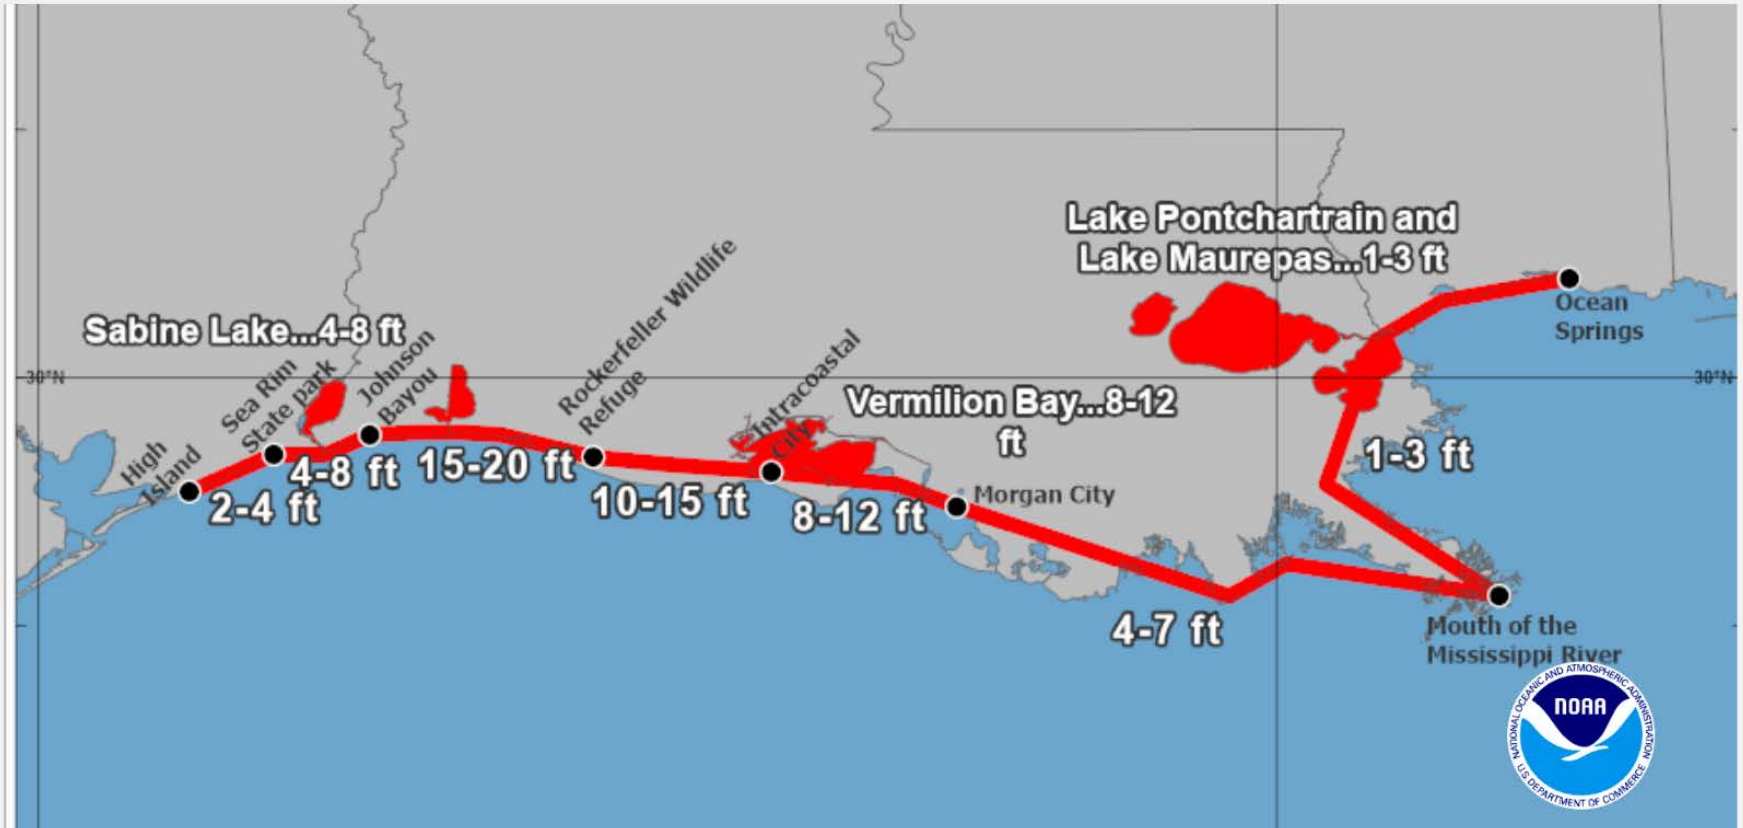 Lake Pontchartrain and
Lake Maurepas...1-3 ft
Sabine Lake...4-8 ft
30°N
30°N
Ocean
Springs
Rockerfeller Wildlife
Refuge
Johnson
Bayou
Sea Rim
State park
Intracoastal
City
Vermilion Bay...8-12
ft
High
Island
1-3 ft
15-20 ft
4-8 ft
2-4 ft
10-15 ft
8-12 ft
Morgan City
4-7 ft
Mouth of the
Mississippi River
NATIONAL OCEANIC AND ATMOSPHERIC ADMINISTRATION
NOAA
U.S. DEPARTMENT OF COMMERCE